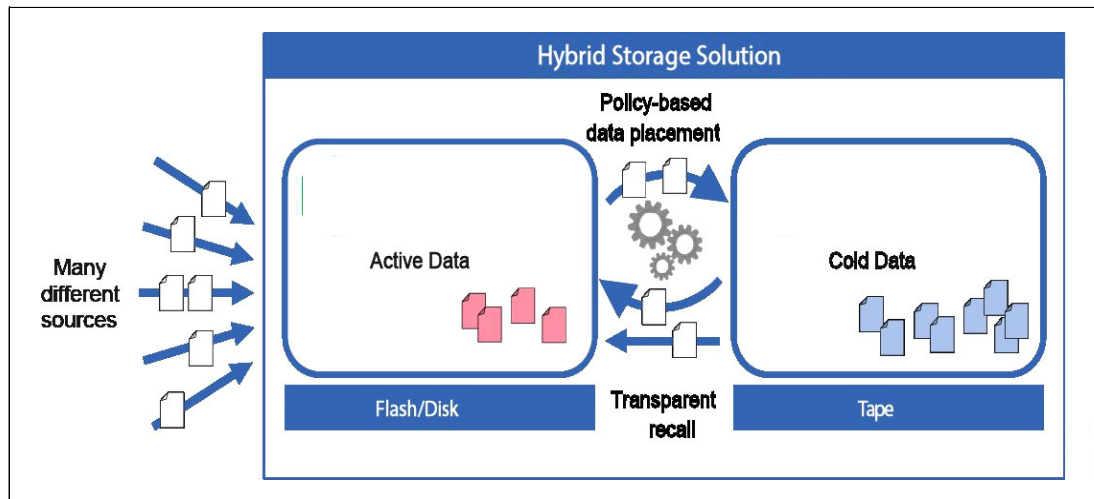 Hybrid Storage Solution
Policy-based
data placement
Many
different
sources
Active Data
Cold Data
Flash/Disk
Transparent
recall
Tape